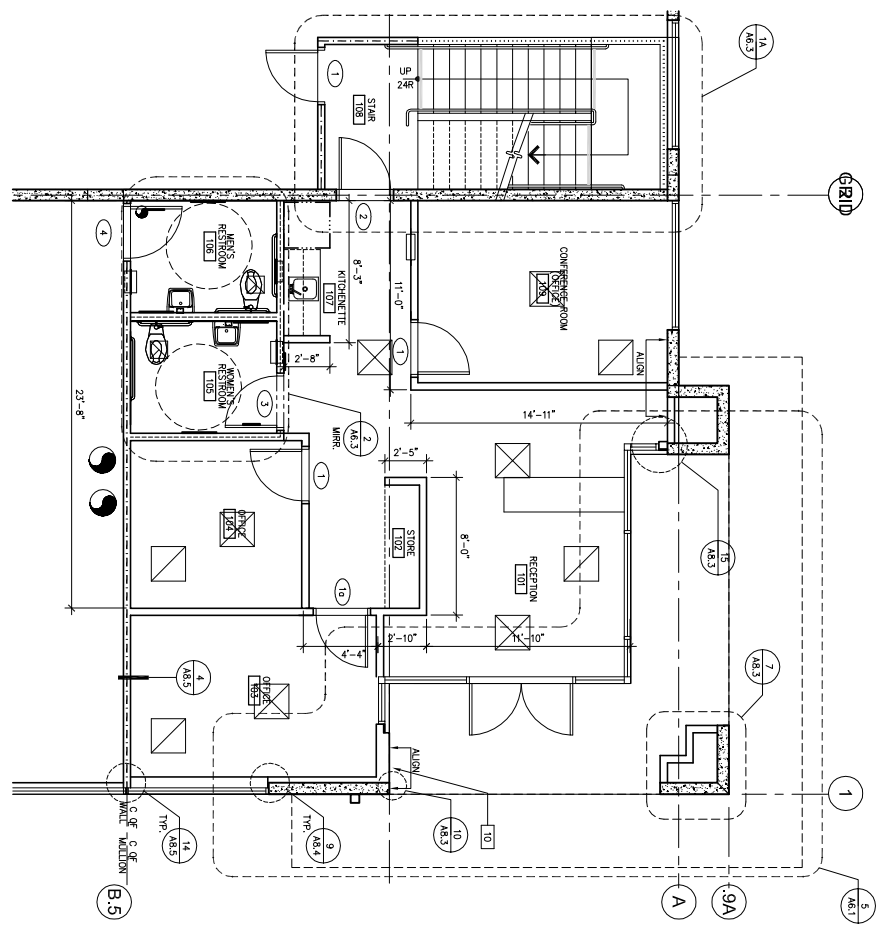 1A
A6.3
GRID
2
1
UP
24R
STAIR
108
2
4
MEN'S
RESTROOM
106
KITCHENETTE
107
8'-3"
11'-0"
CONFERENCE ROOM
OFFICE
109
1
ALIGN
2'-8"
WOMEN'S
RESTROOM
105
3
23'-8"
2
A6.3
MIRR.
14'-11"
2'-5"
1
15
A8.3
OFFICE
104
STORE
102
8'-0"
RECEPTION
101
1a
4'-4"
2'-10"
11'-10"
4
A8.5
OFFICE
103
7
A8.3
ALIGN
1
10
10
A8.3
9
A8.4
TYP.
14
A8.5
TYP.
C OF
WALL
C OF
MULLION
B.5
A
.9A
5
A6.1